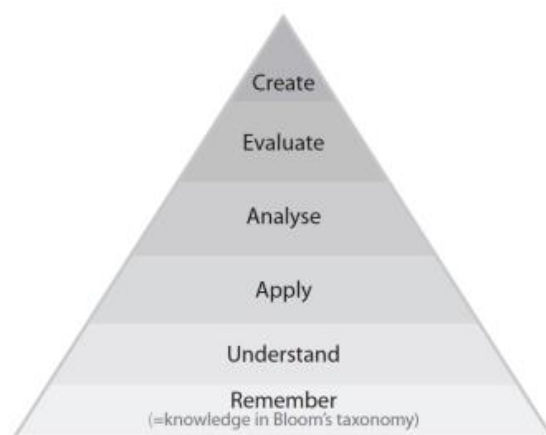 Create
Evaluate
Analyse
Apply
Understand
Remember
(=knowledge in Bloom's taxonomy)